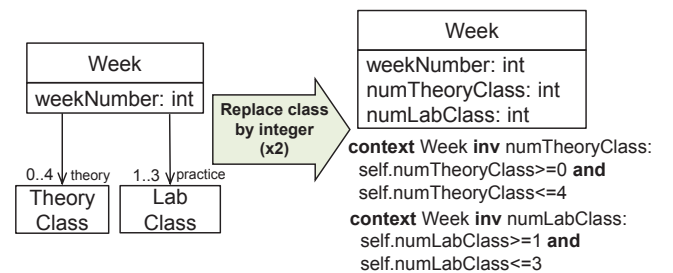 Week
weekNumber: int
0..4 theory
1..3 practice
Theory
Class
Lab
Class
Replace class
by integer
(x2)
Week
weekNumber: int
numTheoryClass: int
numLabClass: int
context Week inv numTheoryClass:
self.numTheoryClass>=0 and
self.numTheoryClass<=4
context Week inv numLabClass:
self.numLabClass>=1 and
self.numLabClass<=3